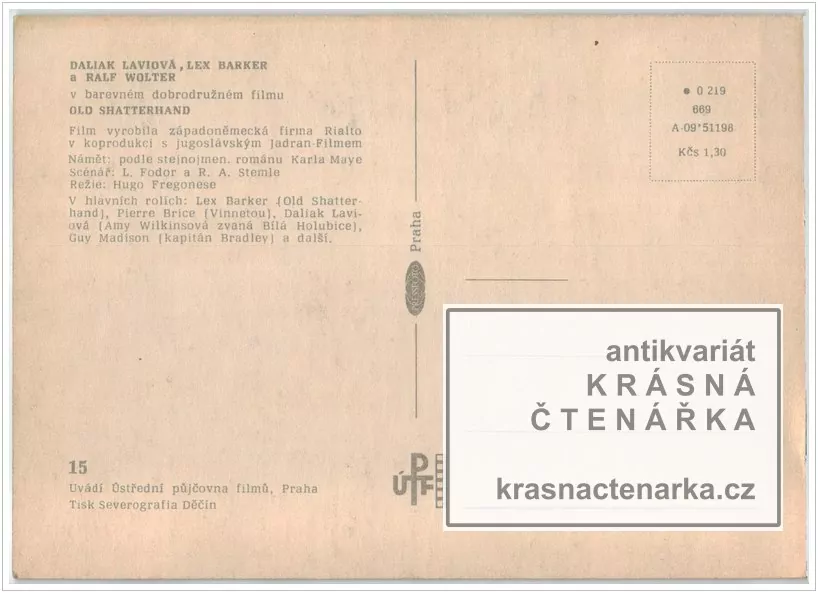 DALIAK LAVIOVÁ, LEX BARKER
a RALF WOLTER
v barevném dobrodružném filmu
OLD SHATTERHAND
Film vyrobila západoněmecká firma Rialto
v koprodukci s jugoslávským Jadran-Filmem
Námět: podle stejnojmen. románu Karla Maye
Scénář: L. Fodor a R. A. Stemle
Režie: Hugo Fregonese
V hlavních rolích: Lex Barker (Old Shatter-
hand), Pierre Brice (Vinnetou), Daliak Lavi-
ová (Amy Wilkinsová zvaná Bílá Holubice),
Guy Madison (kapitán Bradley) a další.
15
Uvádí Ústřední půjčovna filmů, Praha
Tisk Severografia Děčín
Praha
ÚPF
● 0 219
669
A-09*51196
Kčs 1,30
antikvariát
KRÁSNÁ
ČTENÁŘKA
krasnactenarka.cz